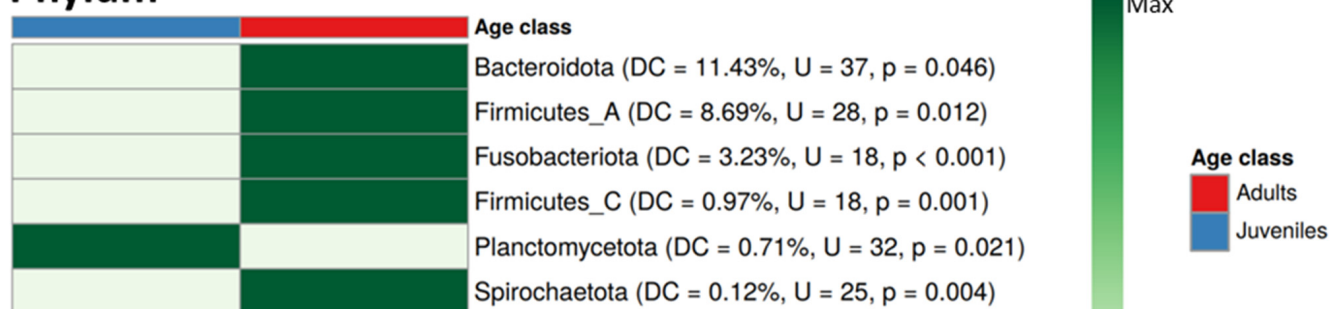 Phylum
Max
Age class
Bacteroidota (DC = 11.43%, U = 37, p = 0.046)
Firmicutes_A (DC = 8.69%, U = 28, p = 0.012)
Fusobacteriota (DC = 3.23%, U = 18, p < 0.001)
Firmicutes_C (DC = 0.97%, U = 18, p = 0.001)
Planctomycetota (DC = 0.71%, U = 32, p = 0.021)
Spirochaetota (DC = 0.12%, U = 25, p = 0.004)
Age class
Adults
Juveniles